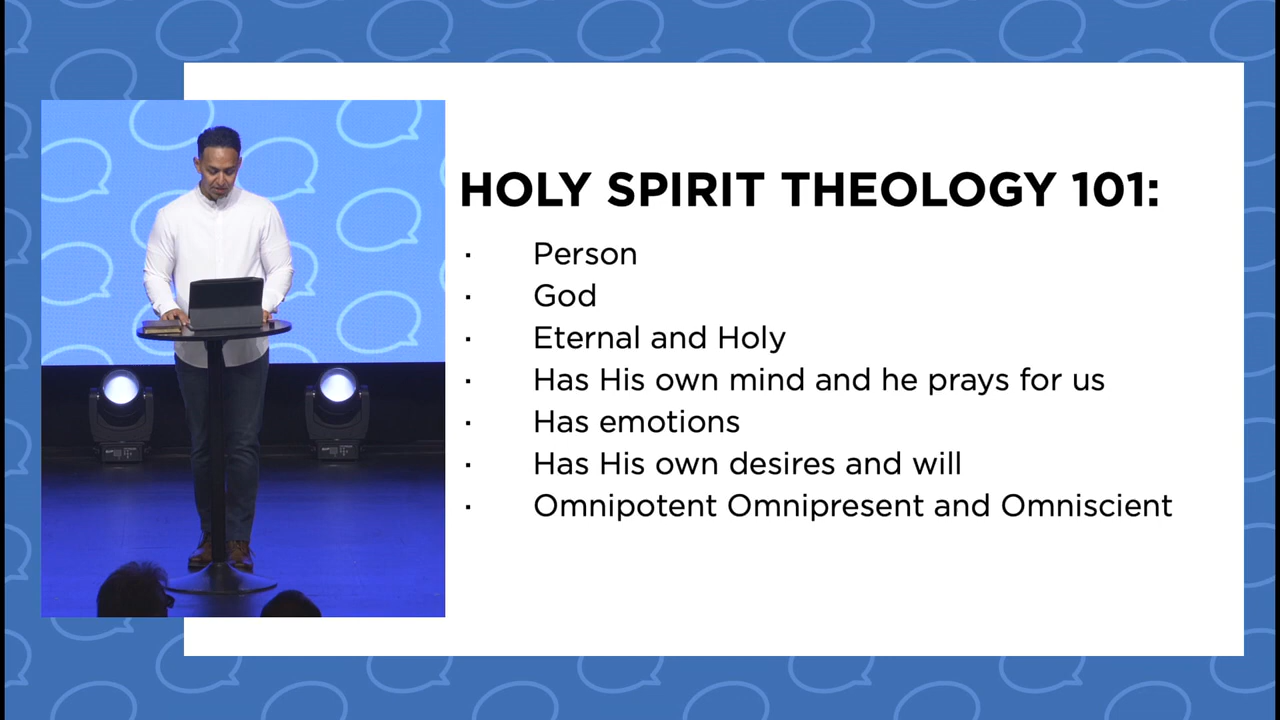 HOLY SPIRIT THEOLOGY 101:
· Person
· God
· Eternal and Holy
· Has His own mind and he prays for us
· Has emotions
· Has His own desires and will
· Omnipotent Omnipresent and Omniscient